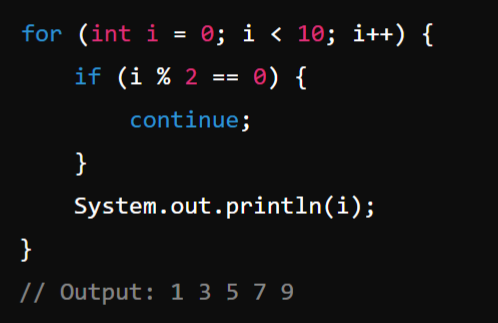 for (int i = 0; i < 10; i++) {
    if (i % 2 == 0) {
        continue;
    }
    System.out.println(i);
}
// Output: 1 3 5 7 9